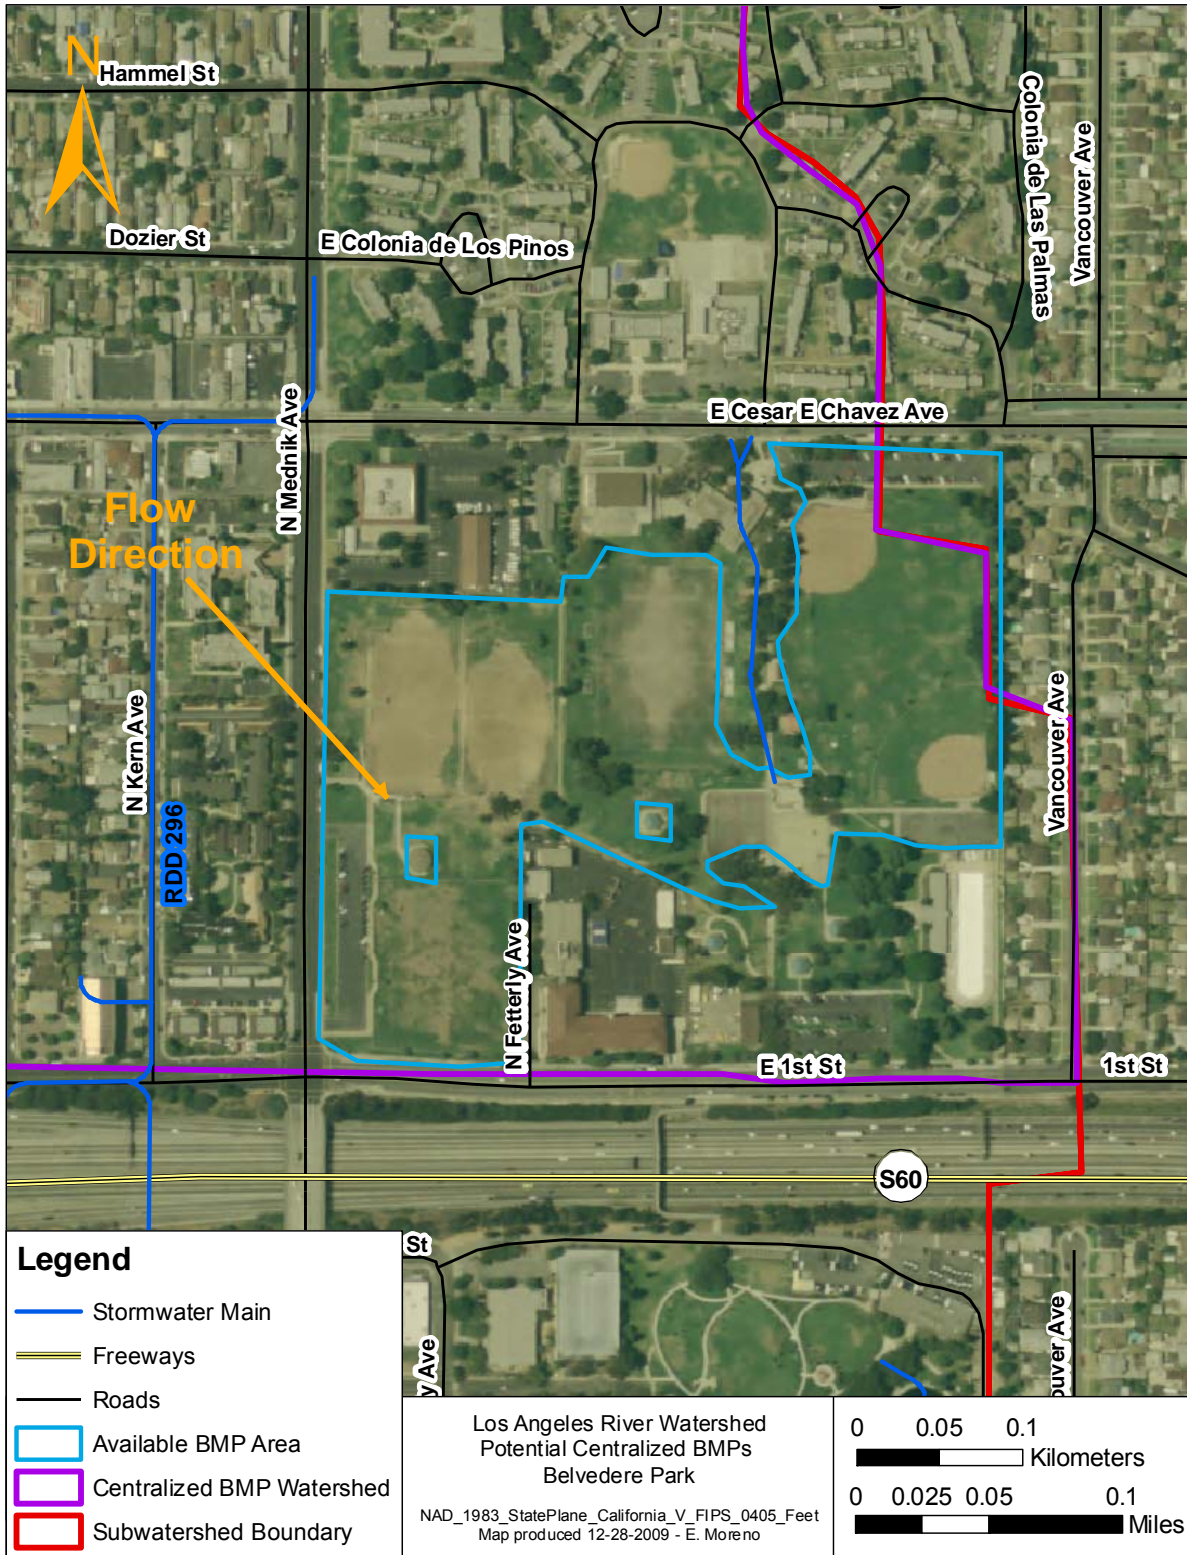 N
Hammel St
Colonia de Las Palmas
Vancouver Ave
Dozier St
E Colonia de Los Pinos
N Mednik Ave
E Cesar E Chavez Ave
Flow
Direction
N Kern Ave
RDD 296
Vancouver Ave
N Fetterly Ave
E 1st St
1st St
S60
St
y Ave
ouver Ave
Legend
Stormwater Main
Freeways
Roads
Available BMP Area
Centralized BMP Watershed
Subwatershed Boundary
Los Angeles River Watershed
Potential Centralized BMPs
Belvedere Park
NAD_1983_StatePlane_California_V_FIPS_0405_Feet
Map produced 12-28-2009 - E. Moreno
0 0.05 0.1
Kilometers
0 0.025 0.05 0.1
Miles